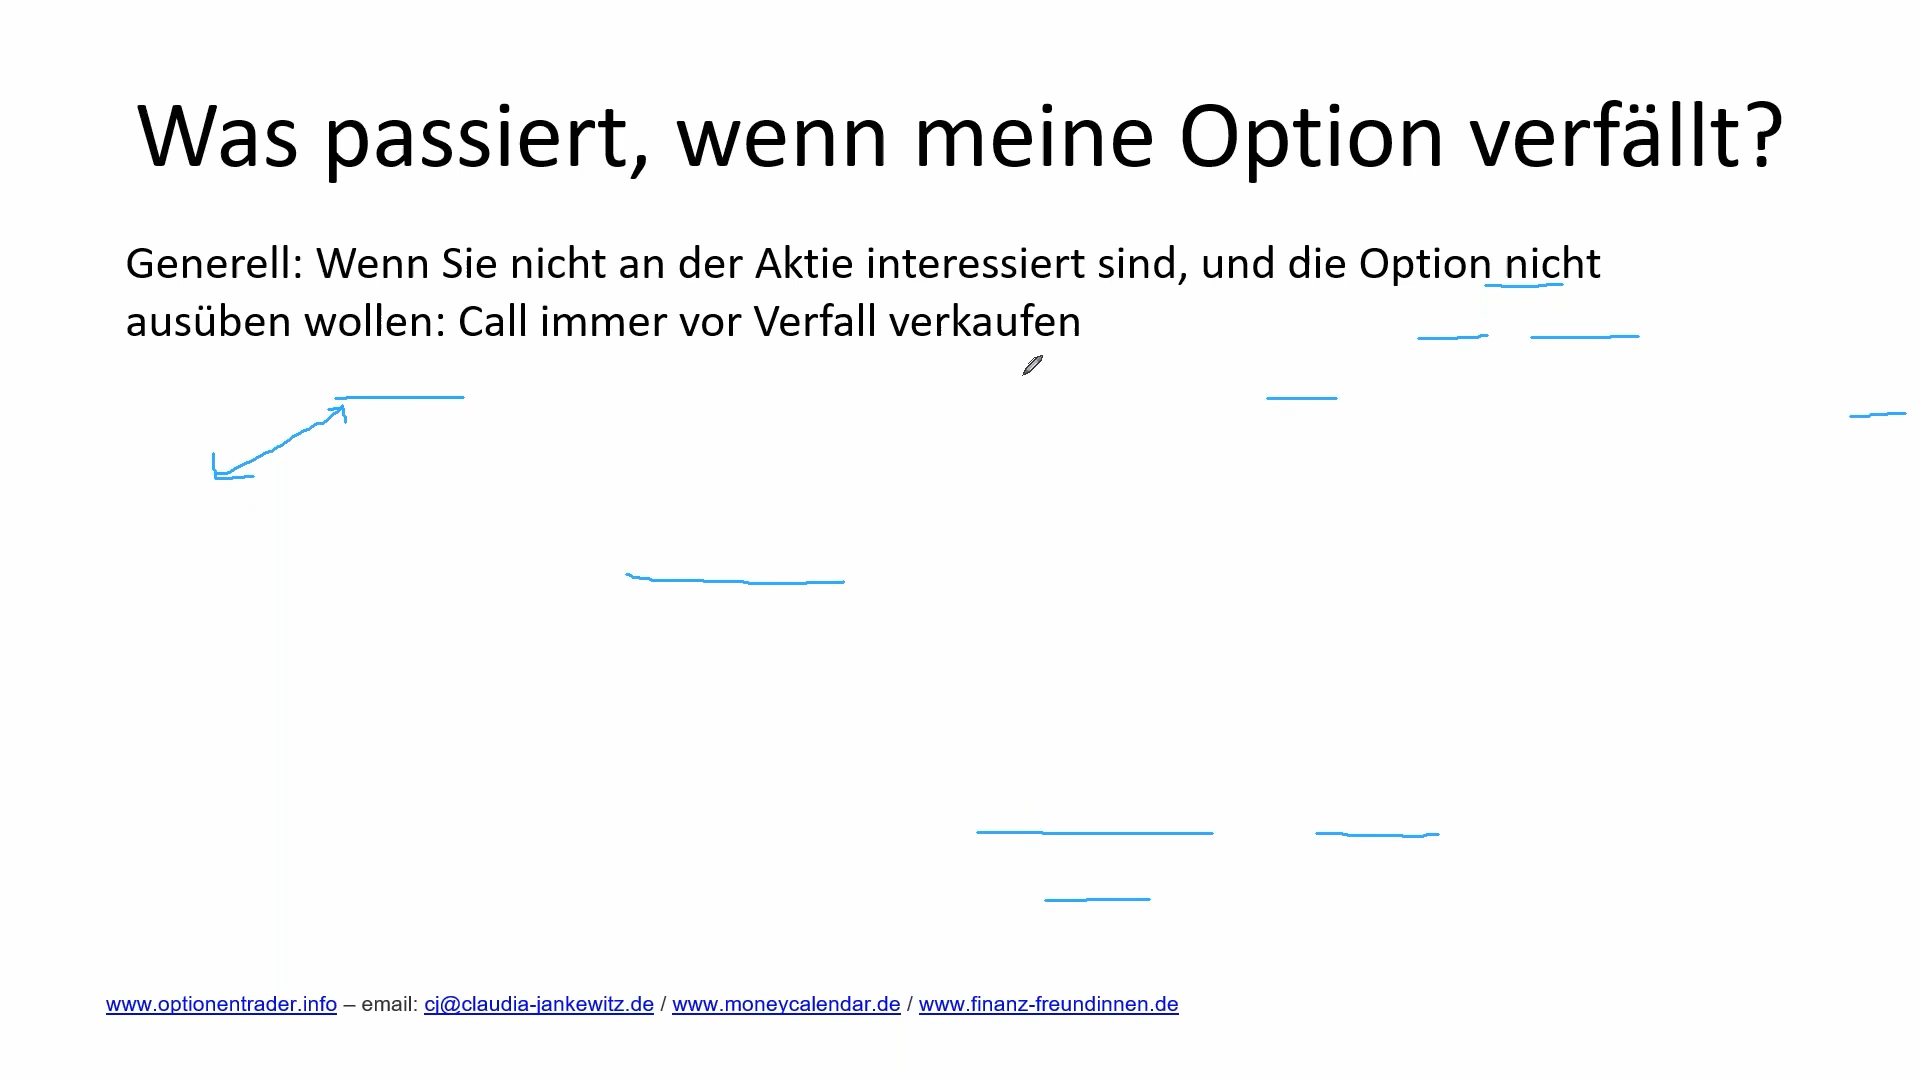 Was passiert, wenn meine Option verfällt?
Generell: Wenn Sie nicht an der Aktie interessiert sind, und die Option nicht
ausüben wollen: Call immer vor Verfall verkaufen
www.optionentrader.info – email: cj@claudia-jankewitz.de / www.moneycalendar.de / www.finanz-freundinnen.de